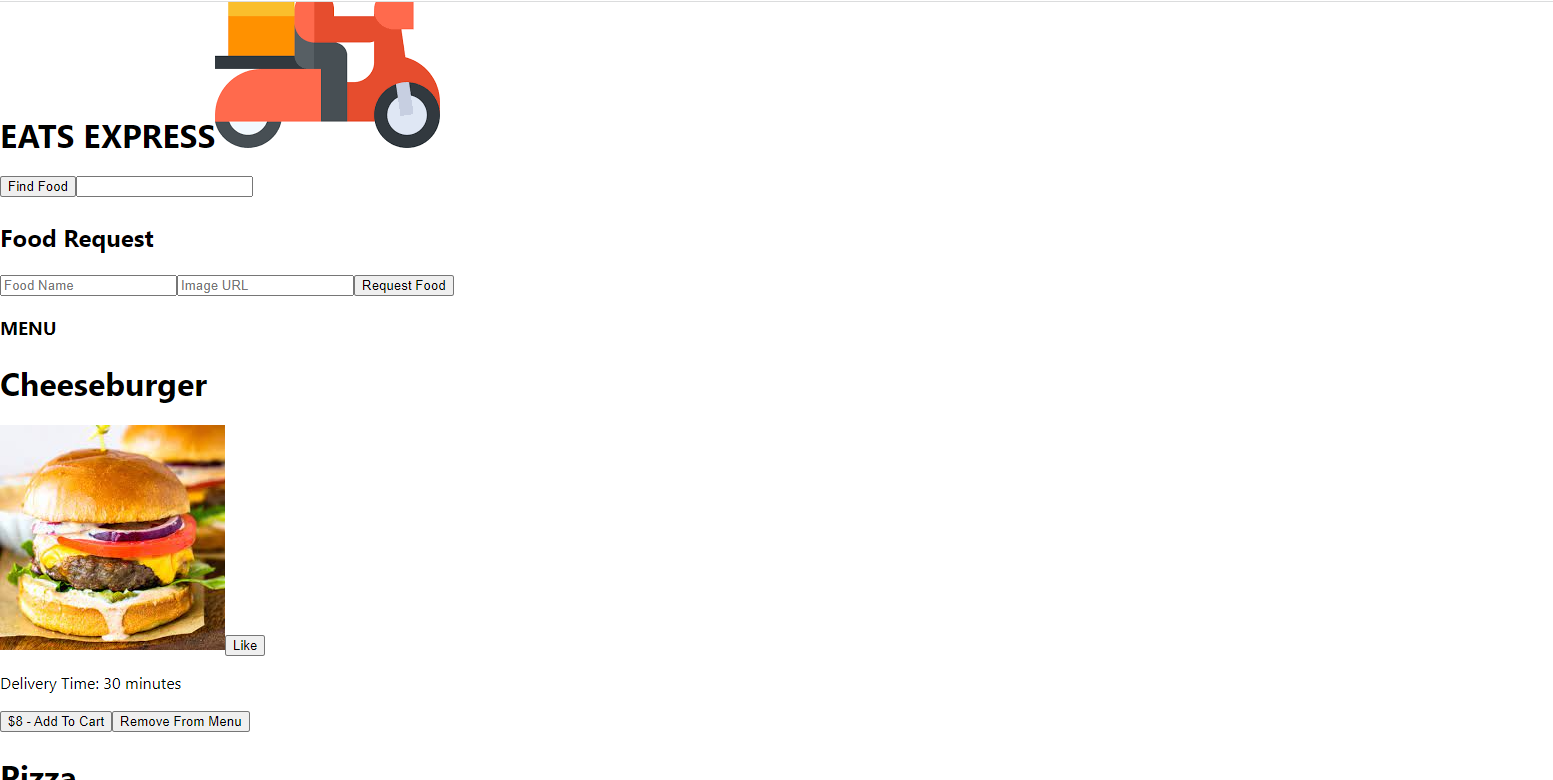 EATS EXPRESS
Find Food
Food Request
Food Name Image URL Request Food
MENU
Cheeseburger
Like
Delivery Time: 30 minutes
$8 - Add To Cart Remove From Menu
Pizza